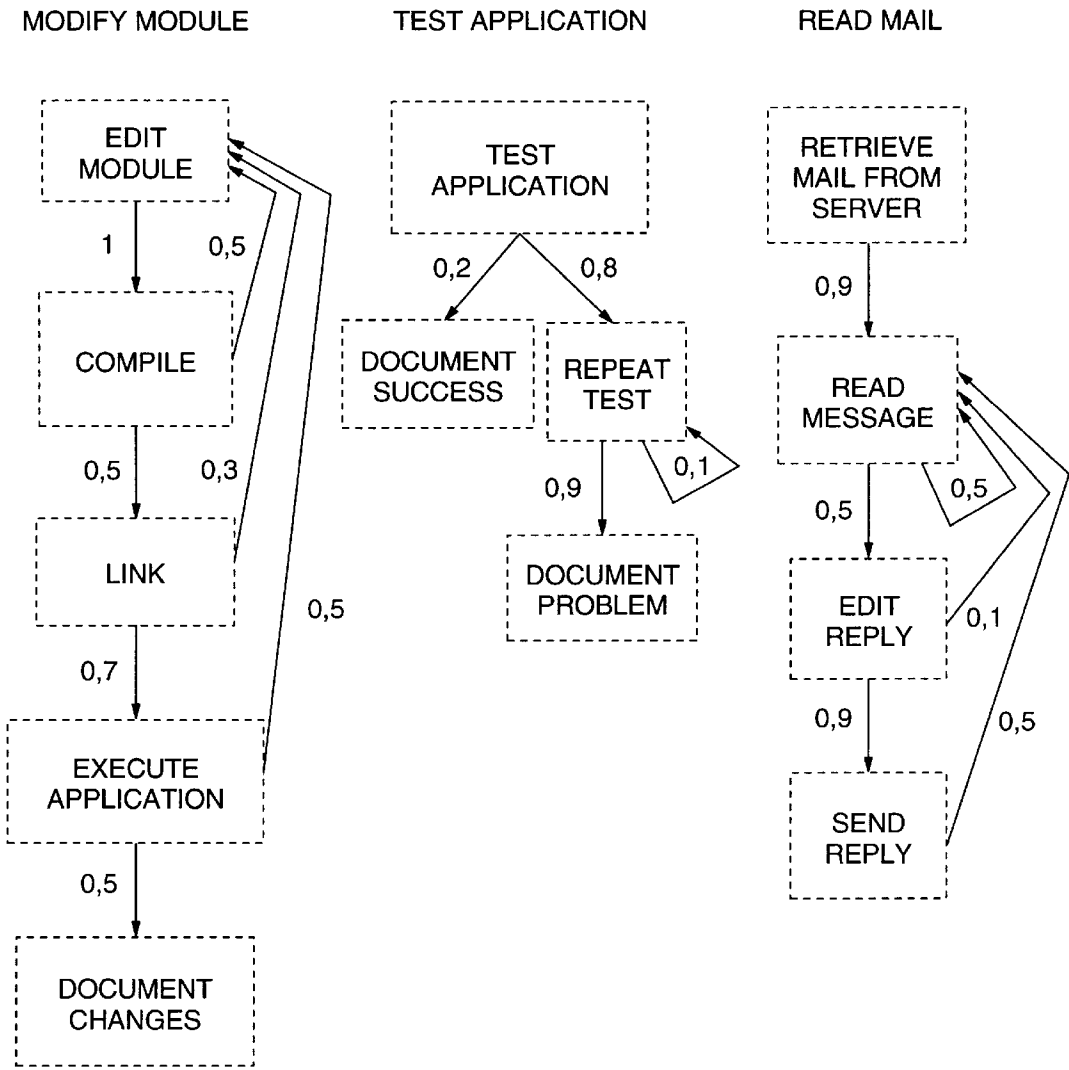 MODIFY MODULE
EDIT
MODULE
1
0,5
COMPILE
0,5
0,3
LINK
0,7
0,5
EXECUTE
APPLICATION
0,5
DOCUMENT
CHANGES
TEST APPLICATION
TEST
APPLICATION
0,2
0,8
DOCUMENT
SUCCESS
REPEAT
TEST
0,9
0,1
DOCUMENT
PROBLEM
READ MAIL
RETRIEVE
MAIL FROM
SERVER
0,9
READ
MESSAGE
0,5
0,5
EDIT
REPLY
0,1
0,9
0,5
SEND
REPLY